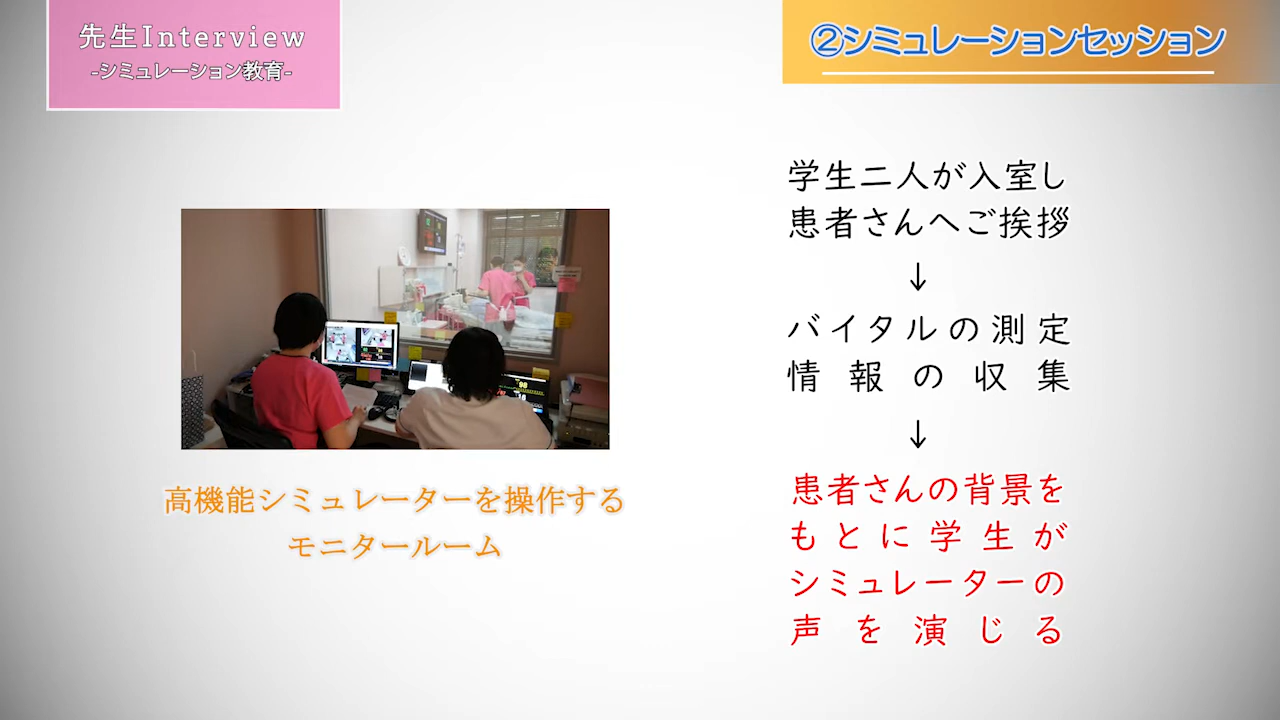 先生Interview
-シミュレーション教育-
②シミュレーションセッション
学生二人が入室し
患者さんへご挨拶
↓
バイタルの測定
情報の収集
↓
患者さんの背景を
もとに学生が
シミュレーターの
声を演じる
98
高機能シミュレーターを操作する
モニタールーム